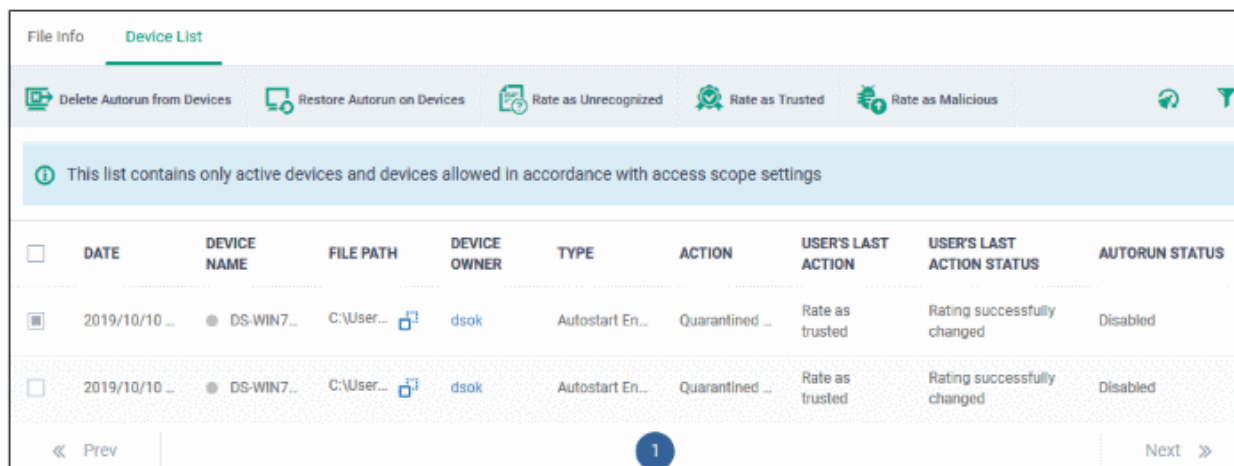 File Info Device List
Delete Autorun from Devices Restore Autorun on Devices Rate as Unrecognized Rate as Trusted Rate as Malicious
This list contains only active devices and devices allowed in accordance with access scope settings
DATE DEVICE NAME FILE PATH DEVICE OWNER TYPE ACTION USER'S LAST ACTION USER'S LAST ACTION STATUS AUTORUN STATUS
2019/10/10 ... DS-WIN7... C:\User... dsok Autostart En... Quarantined ... Rate as trusted Rating successfully changed Disabled
2019/10/10 ... DS-WIN7... C:\User... dsok Autostart En... Quarantined ... Rate as trusted Rating successfully changed Disabled
« Prev 1 Next »